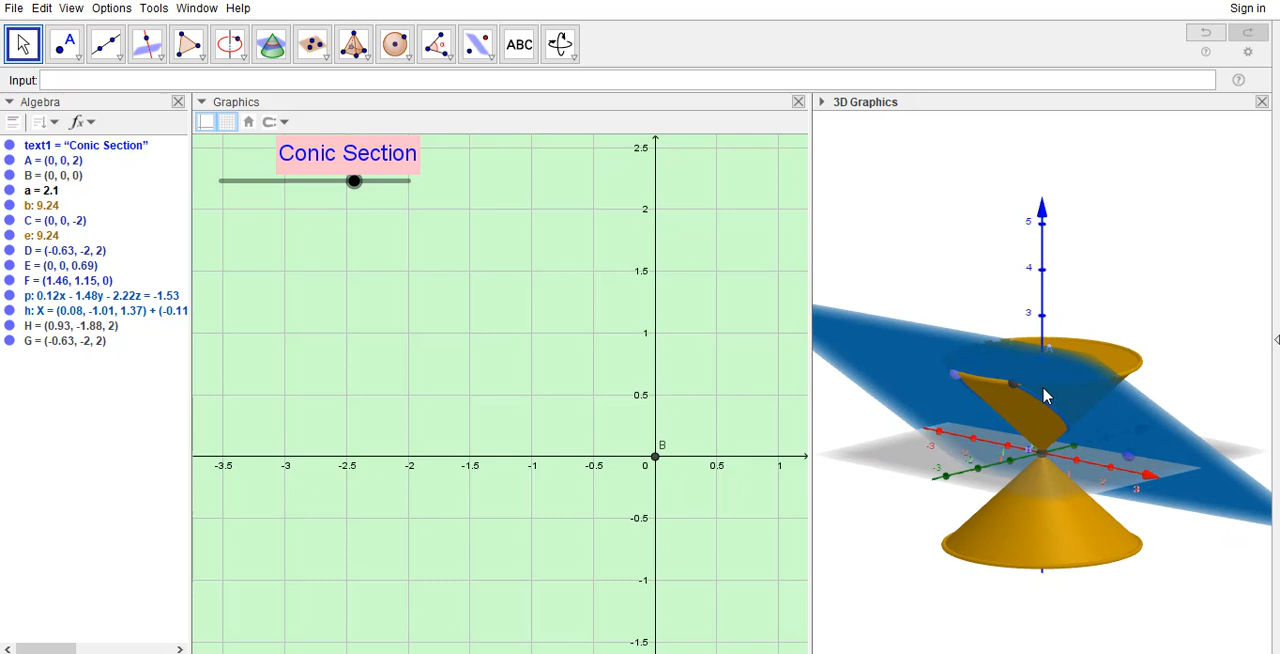 File Edit View Options Tools Window Help Sign in
ABC
Input:
Algebra
Graphics
3D Graphics
fx
text1 = “Conic Section”
A = (0, 0, 2)
B = (0, 0, 0)
a = 2.1
b: 9.24
C = (0, 0, -2)
e: 9.24
D = (-0.63, -2, 2)
E = (0, 0, 0.69)
F = (1.46, 1.15, 0)
p: 0.12x - 1.48y - 2.22z = -1.53
h: X = (0.08, -1.01, 1.37) + (-0.11
H = (0.93, -1.88, 2)
G = (-0.63, -2, 2)
Conic Section
2.5
2
1.5
1
0.5
B
-3.5 -3 -2.5 -2 -1.5 -1 -0.5 0 0.5 1
-0.5
-1
-1.5
5
4
3
-3
-3
2
3